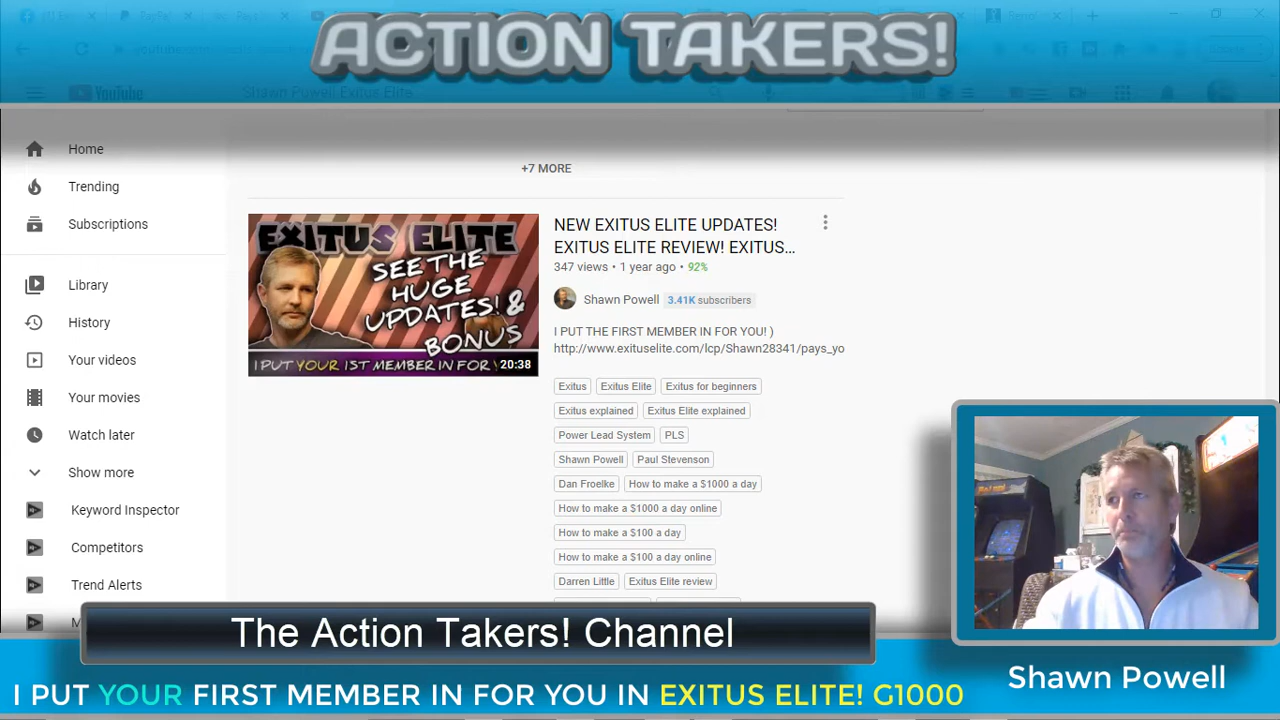 ACTION TAKERS!
YouTube
Shawn Powell Exitus Elite
Home
Trending
Subscriptions
Library
History
Your videos
Your movies
Watch later
Show more
Keyword Inspector
Competitors
Trend Alerts
+7 MORE
EXITUS ELITE
SEE THE
HUGE
UPDATES! &
BONUS
I PUT YOUR 1ST MEMBER IN FOR
20:38
NEW EXITUS ELITE UPDATES!
EXITUS ELITE REVIEW! EXITUS...
347 views • 1 year ago • 92%
Shawn Powell 3.41K subscribers
I PUT THE FIRST MEMBER IN FOR YOU! )
http://www.exituselite.com/lcp/Shawn28341/pays_yo
Exitus Exitus Elite Exitus for beginners
Exitus explained Exitus Elite explained
Power Lead System PLS
Shawn Powell Paul Stevenson
Dan Froelke How to make a $1000 a day
How to make a $1000 a day online
How to make a $100 a day
How to make a $100 a day online
Darren Little Exitus Elite review
The Action Takers! Channel
Shawn Powell
I PUT YOUR FIRST MEMBER IN FOR YOU IN EXITUS ELITE! G1000